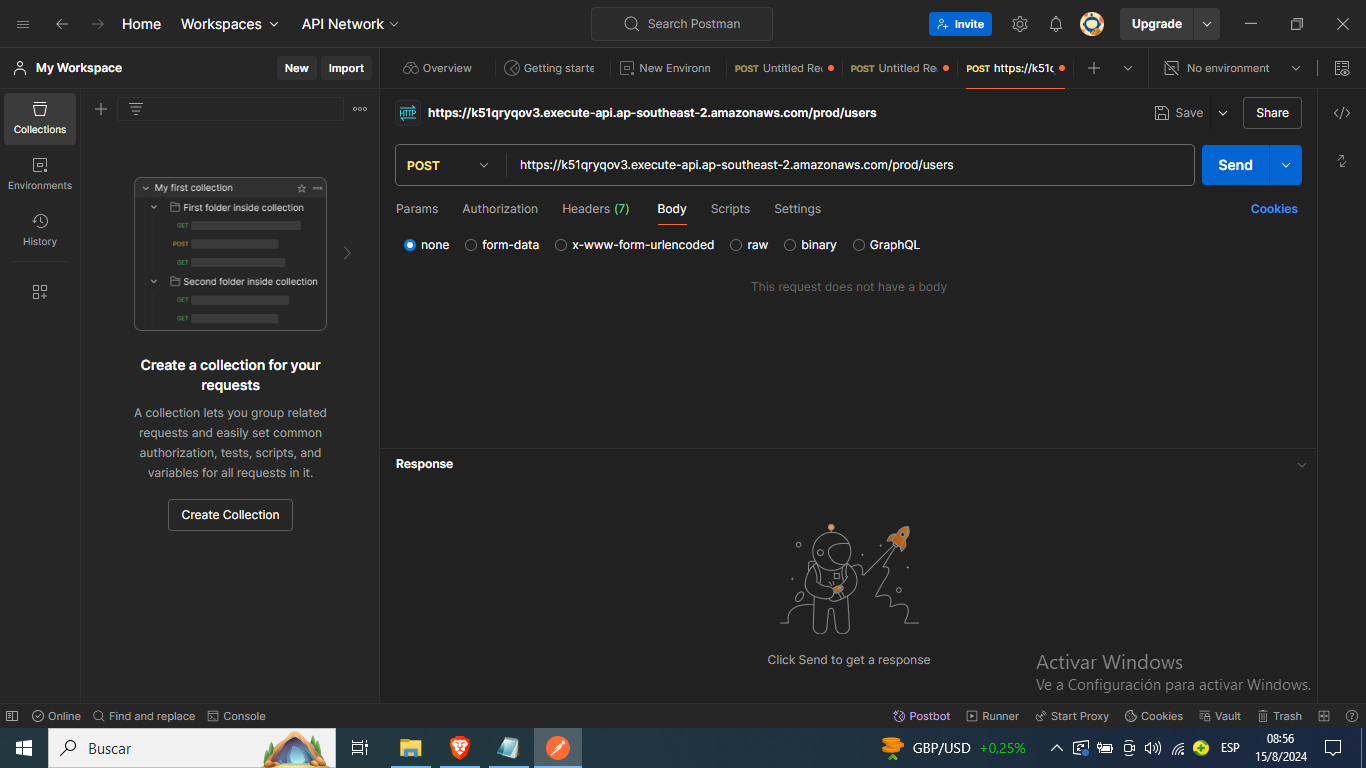 Home Workspaces API Network Search Postman Invite Upgrade
My Workspace New Import Overview Getting starte New Environn POST Untitled Rec POST Untitled Rec POST https://k51q No environment
Collections
Environments
History
My first collection
First folder inside collection
GET
POST
GET
Second folder inside collection
GET
GET
Create a collection for your
requests
A collection lets you group related
requests and easily set common
authorization, tests, scripts, and
variables for all requests in it.
Create Collection
HTTP https://k51qryqov3.execute-api.ap-southeast-2.amazonaws.com/prod/users Save Share
POST https://k51qryqov3.execute-api.ap-southeast-2.amazonaws.com/prod/users Send
Params Authorization Headers (7) Body Scripts Settings Cookies
none form-data x-www-form-urlencoded raw binary GraphQL
This request does not have a body
Response
Click Send to get a response
Activar Windows
Ve a Configuración para activar Windows.
Online Find and replace Console Postbot Runner Start Proxy Cookies Vault Trash
Buscar GBP/USD +0,25% ESP 08:56
15/8/2024